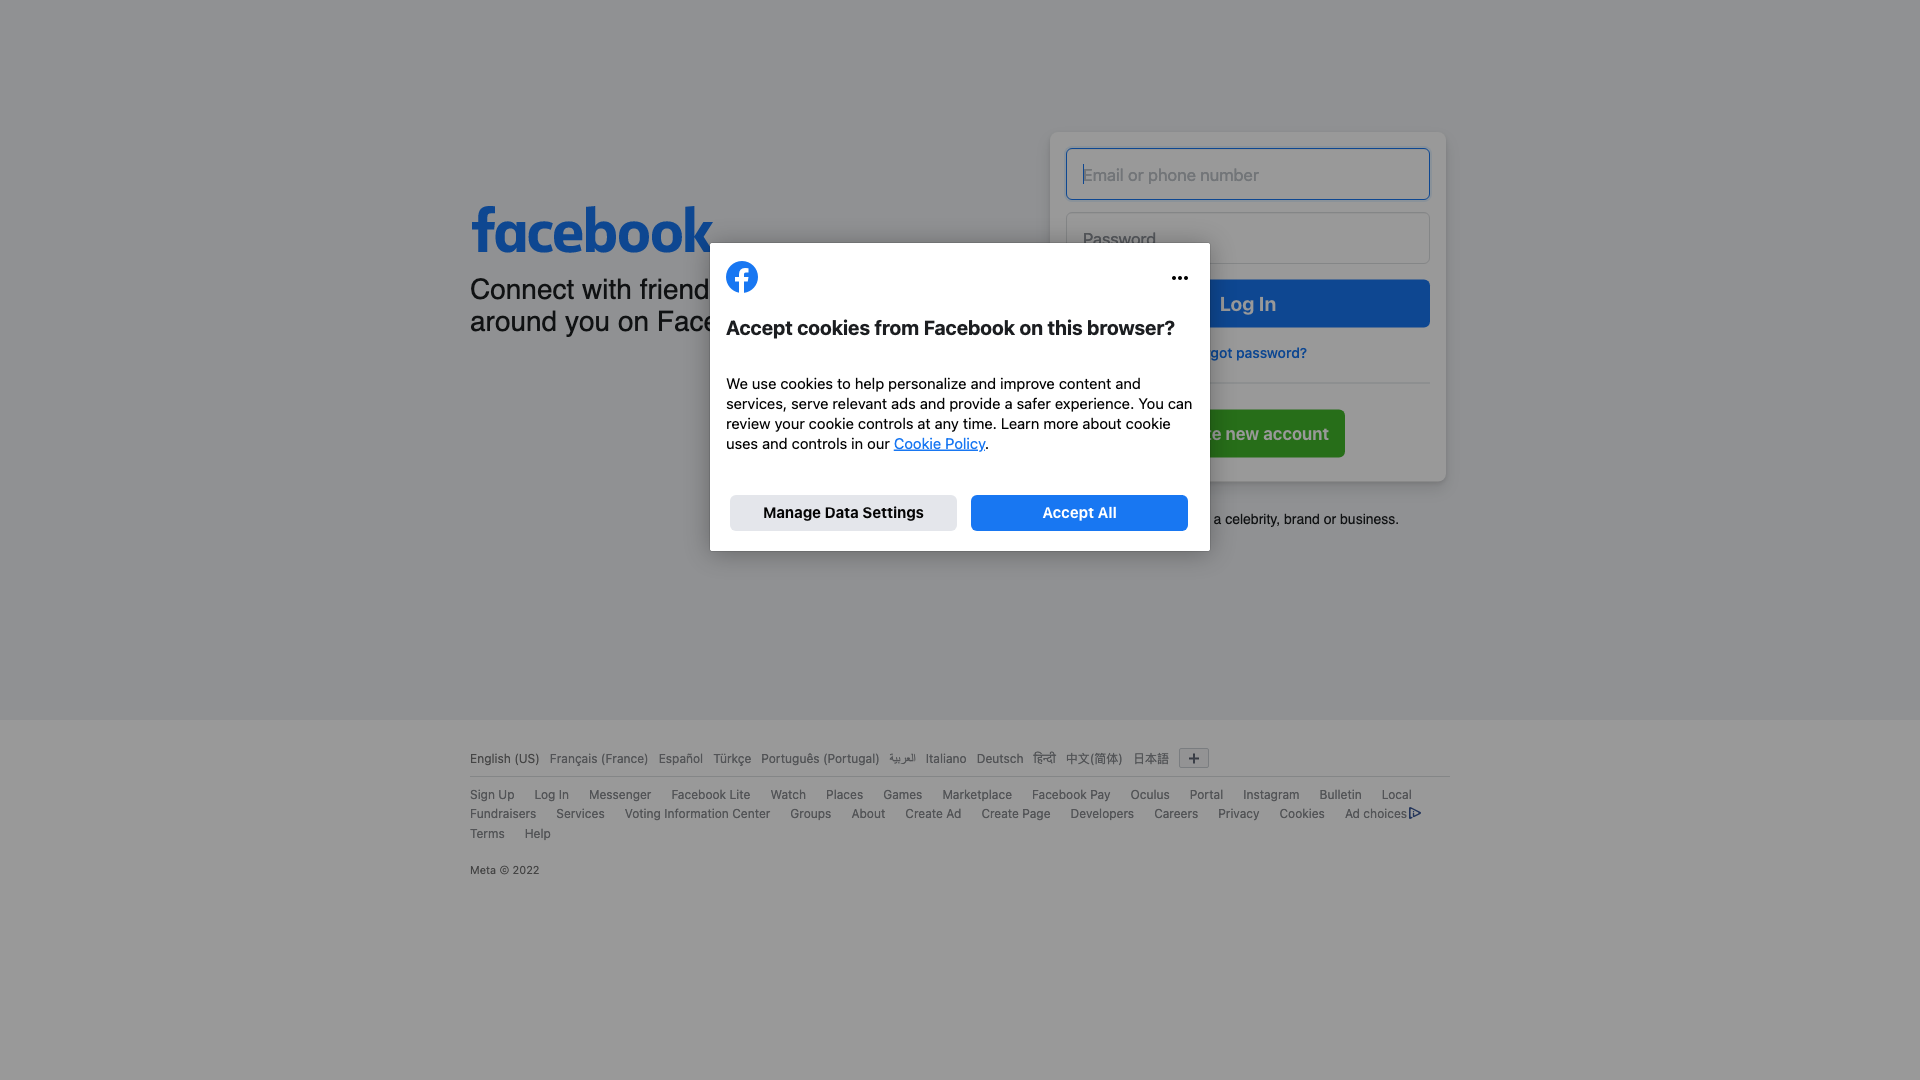 facebook
Connect with friend
around you on Face
Email or phone number
Password
Log In
got password?
te new account
a celebrity, brand or business.
Accept cookies from Facebook on this browser?
We use cookies to help personalize and improve content and
services, serve relevant ads and provide a safer experience. You can
review your cookie controls at any time. Learn more about cookie
uses and controls in our Cookie Policy.
Manage Data Settings
Accept All
English (US) Français (France) Español Türkçe Português (Portugal) العربية Italiano Deutsch हिन्दी 中文(简体) 日本語 +
Sign Up Log In Messenger Facebook Lite Watch Places Games Marketplace Facebook Pay Oculus Portal Instagram Bulletin Local
Fundraisers Services Voting Information Center Groups About Create Ad Create Page Developers Careers Privacy Cookies Ad choices
Terms Help
Meta © 2022